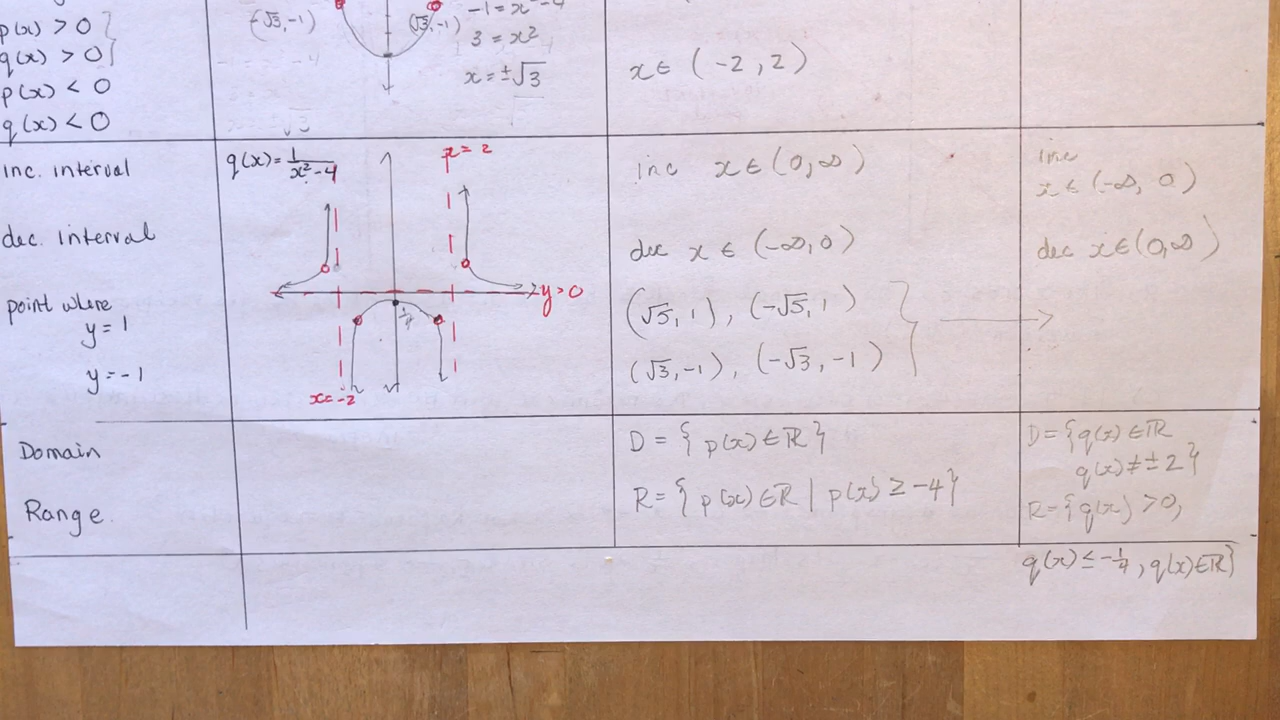 p(x) > 0
q(x) > 0
p(x) < 0
q(x) < 0
(-√3, -1)
(√3, -1)
-1 = x² - 4
3 = x²
x = ±√3
x ∈ (-2, 2)
inc. interval
dec. interval
point where
y = 1
y = -1
q(x) = 1/(x² - 4)
x = 2
y = 0
x = -2
inc x ∈ (0, ∞)
dec x ∈ (-∞, 0)
(√5, 1), (-√5, 1)
(√3, -1), (-√3, -1)
inc
x ∈ (-∞, 0)
dec x ∈ (0, ∞)
Domain
Range.
D = { p(x) ∈ ℝ }
R = { p(x) ∈ ℝ | p(x) ≥ -4 }
D = { q(x) ∈ ℝ
q(x) ≠ ± 2 }
R = { q(x) > 0,
q(x) ≤ -1/4, q(x) ∈ ℝ }